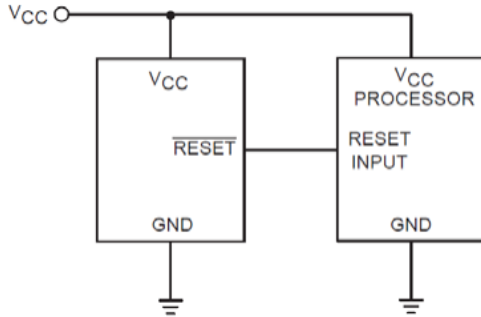 VCC
VCC
RESET
GND
VCC
PROCESSOR
RESET
INPUT
GND